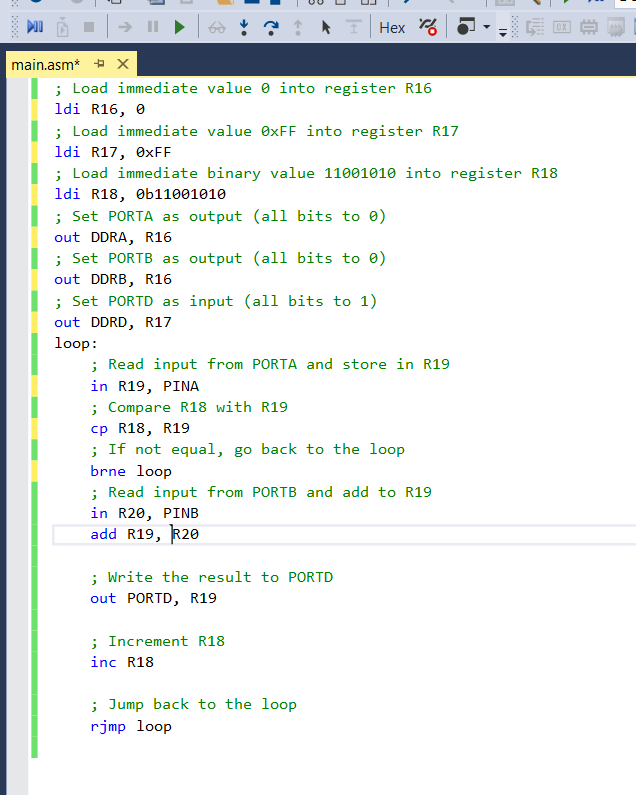 Hex
main.asm*
; Load immediate value 0 into register R16
ldi R16, 0
; Load immediate value 0xFF into register R17
ldi R17, 0xFF
; Load immediate binary value 11001010 into register R18
ldi R18, 0b11001010
; Set PORTA as output (all bits to 0)
out DDRA, R16
; Set PORTB as output (all bits to 0)
out DDRB, R16
; Set PORTD as input (all bits to 1)
out DDRD, R17
loop:
    ; Read input from PORTA and store in R19
    in R19, PINA
    ; Compare R18 with R19
    cp R18, R19
    ; If not equal, go back to the loop
    brne loop
    ; Read input from PORTB and add to R19
    in R20, PINB
    add R19, R20
    ; Write the result to PORTD
    out PORTD, R19
    ; Increment R18
    inc R18
    ; Jump back to the loop
    rjmp loop